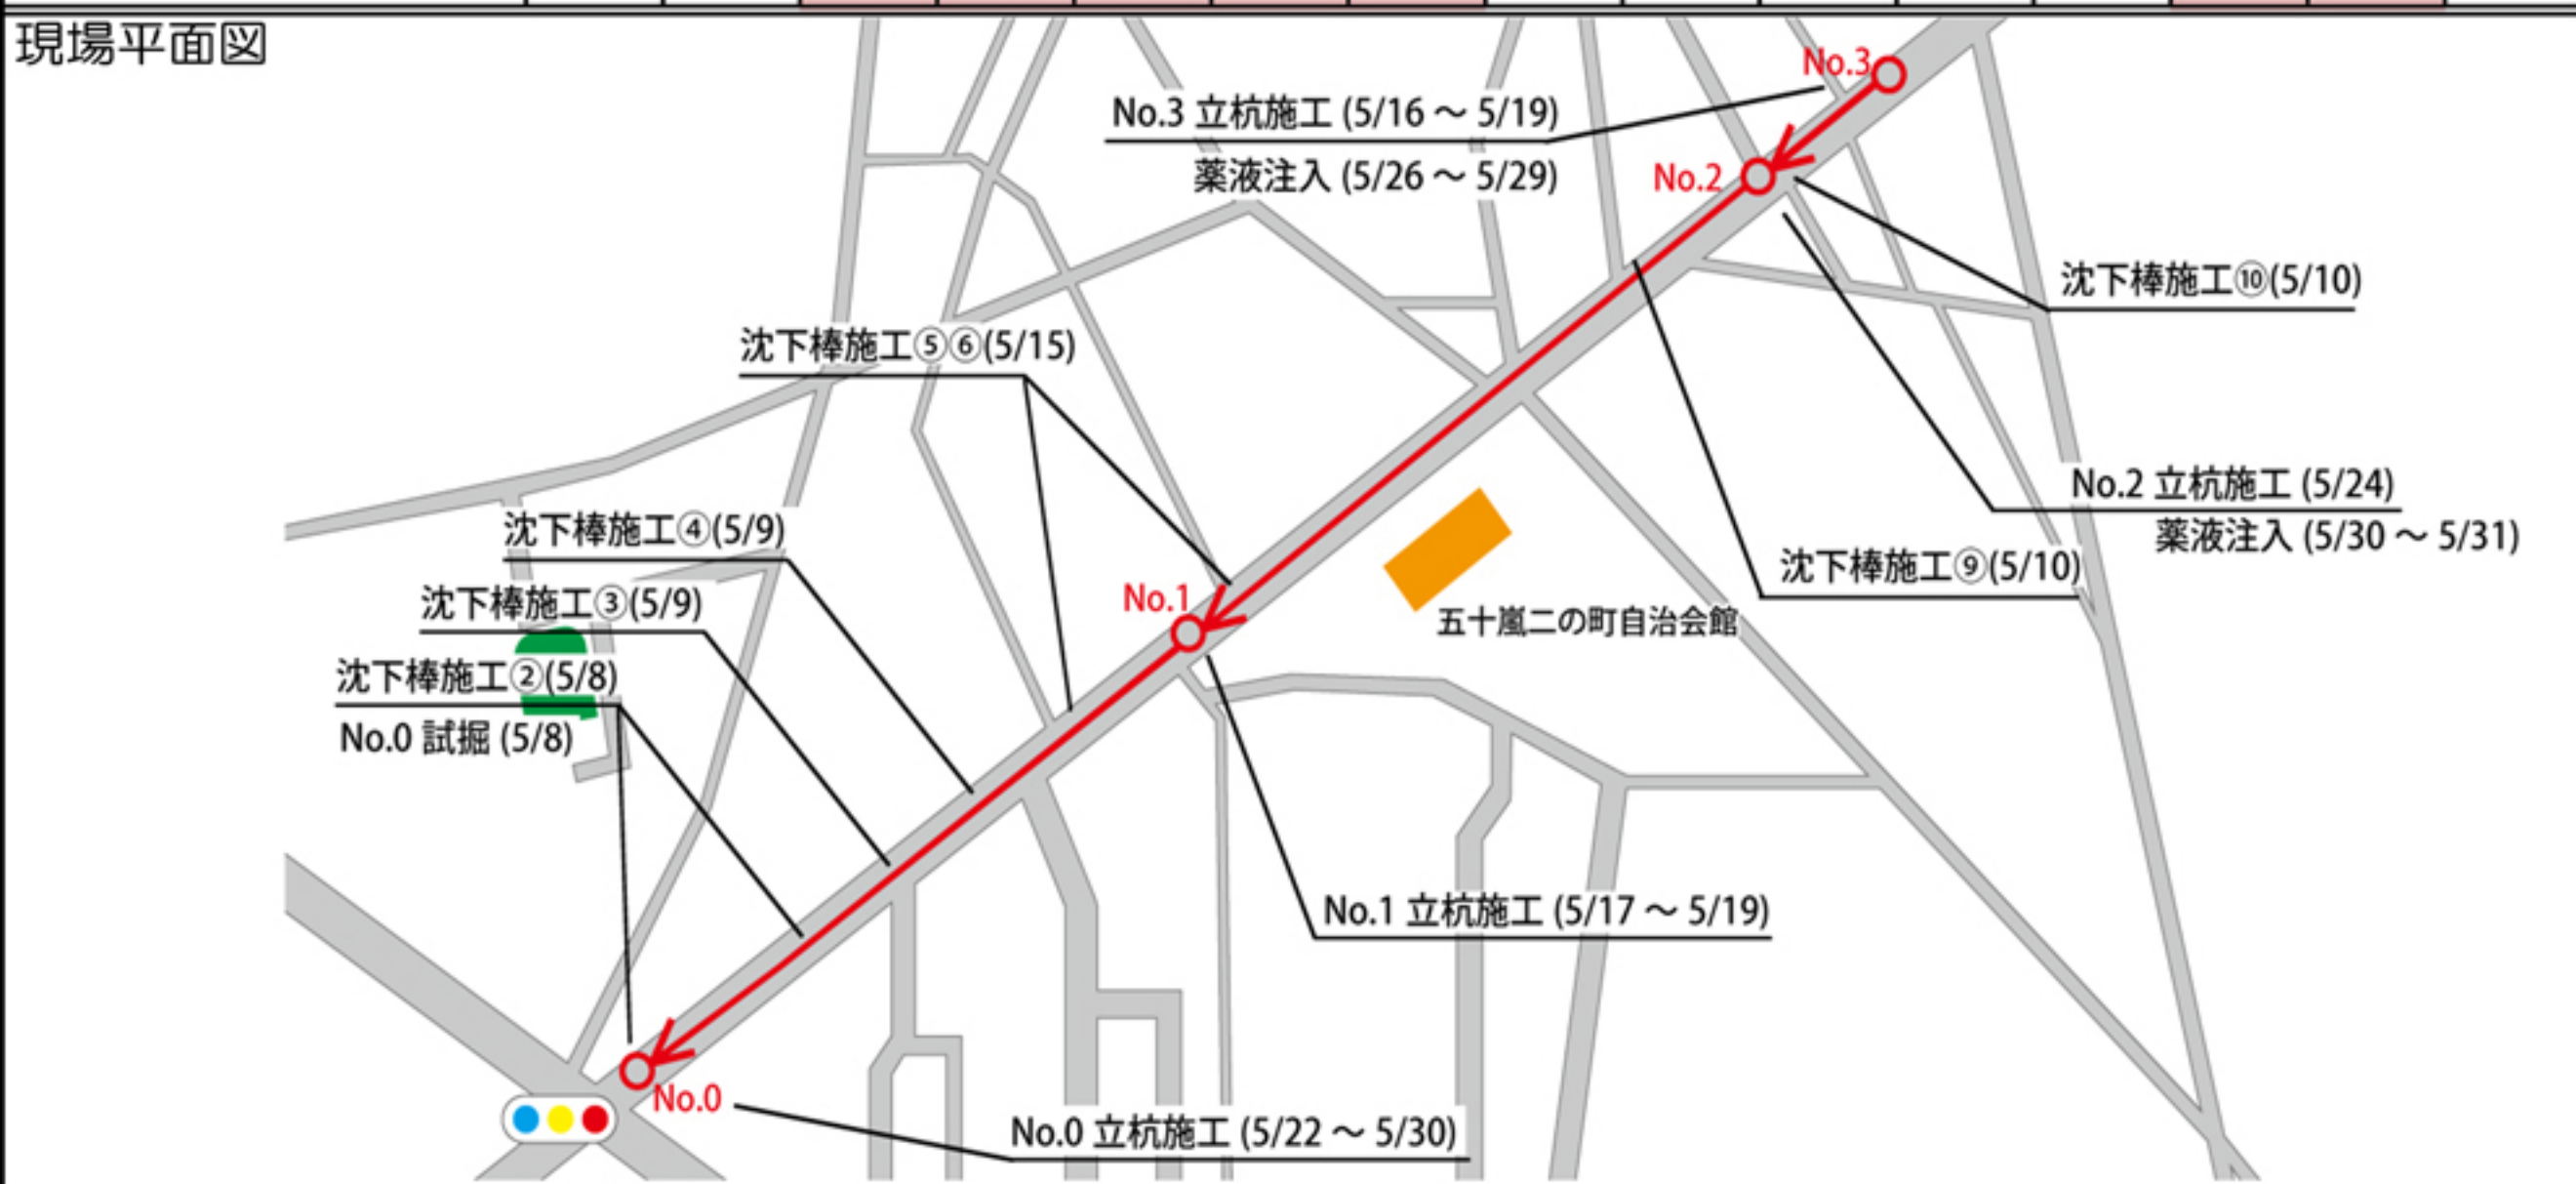 現場平面図
No.3
No.3 立杭施工 (5/16 ～ 5/19)
薬液注入 (5/26 ～ 5/29)
No.2
沈下棒施工⑩(5/10)
沈下棒施工⑤⑥(5/15)
No.2 立杭施工 (5/24)
薬液注入 (5/30 ～ 5/31)
沈下棒施工④(5/9)
沈下棒施工⑨(5/10)
沈下棒施工③(5/9)
No.1
五十嵐二の町自治会館
沈下棒施工②(5/8)
No.0 試掘 (5/8)
No.1 立杭施工 (5/17 ～ 5/19)
No.0
No.0 立杭施工 (5/22 ～ 5/30)